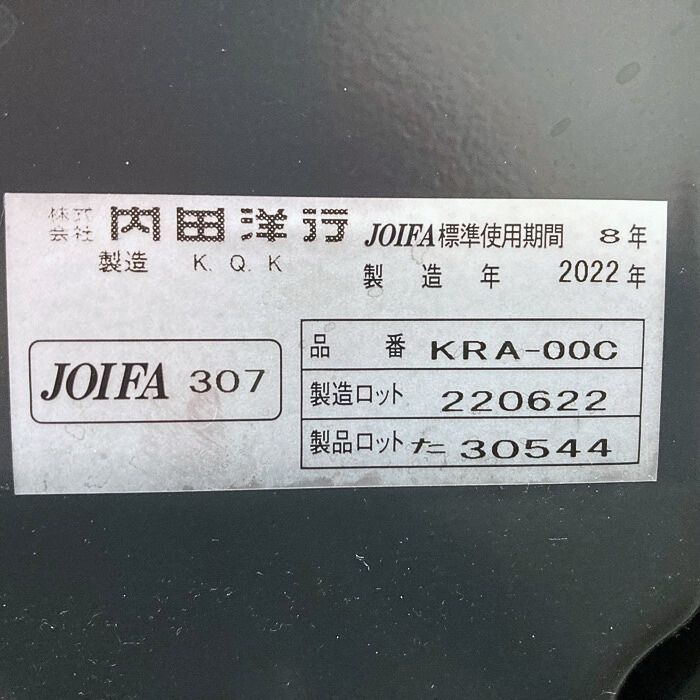 株式会社 内田洋行
製造 K. Q. K
JOIFA標準使用期間 8年
製造年 2022年
JOIFA 307
品番 KRA-00C
製造ロット 220622
製品ロット た 30544